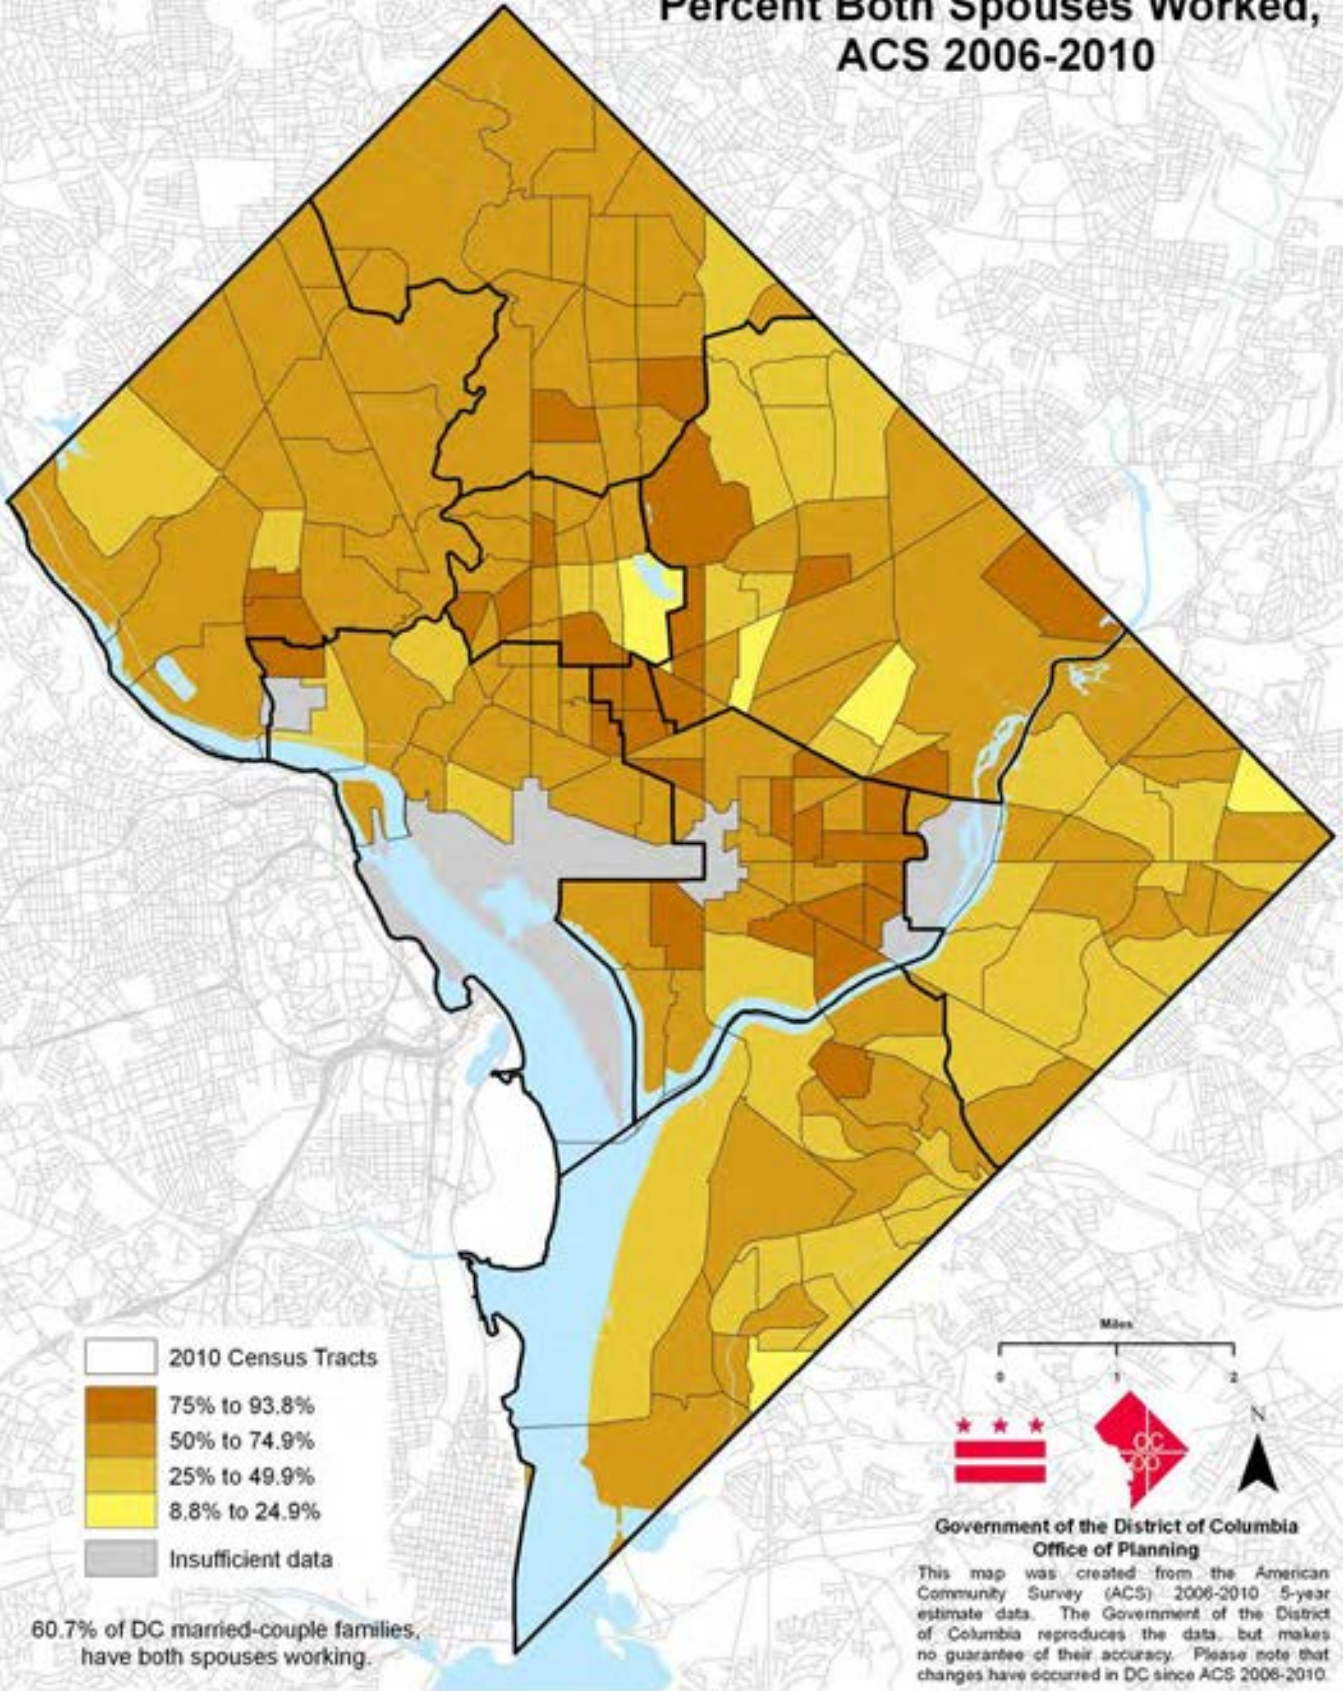 Percent Both Spouses Worked,
ACS 2006-2010
2010 Census Tracts
75% to 93.8%
50% to 74.9%
25% to 49.9%
8.8% to 24.9%
Insufficient data
60.7% of DC married-couple families,
have both spouses working.
Miles
0 1 2
N
DC
OP
Government of the District of Columbia
Office of Planning
This map was created from the American
Community Survey (ACS) 2006-2010 5-year
estimate data. The Government of the District
of Columbia reproduces the data, but makes
no guarantee of their accuracy. Please note that
changes have occurred in DC since ACS 2006-2010.